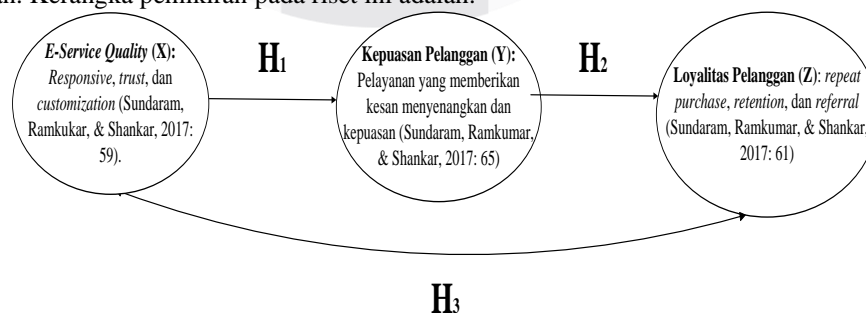 Kerangka pemikiran pada riset ini adalah:
E-Service Quality (X):
Responsive, trust, dan
customization (Sundaram,
Ramkukar, & Shankar, 2017:
59).
H1
Kepuasan Pelanggan (Y):
Pelayanan yang memberikan
kesan menyenangkan dan
kepuasan (Sundaram, Ramkumar,
& Shankar, 2017: 65)
H2
Loyalitas Pelanggan (Z): repeat
purchase, retention, dan referral
(Sundaram, Ramkumar, & Shankar,
2017: 61)
H3